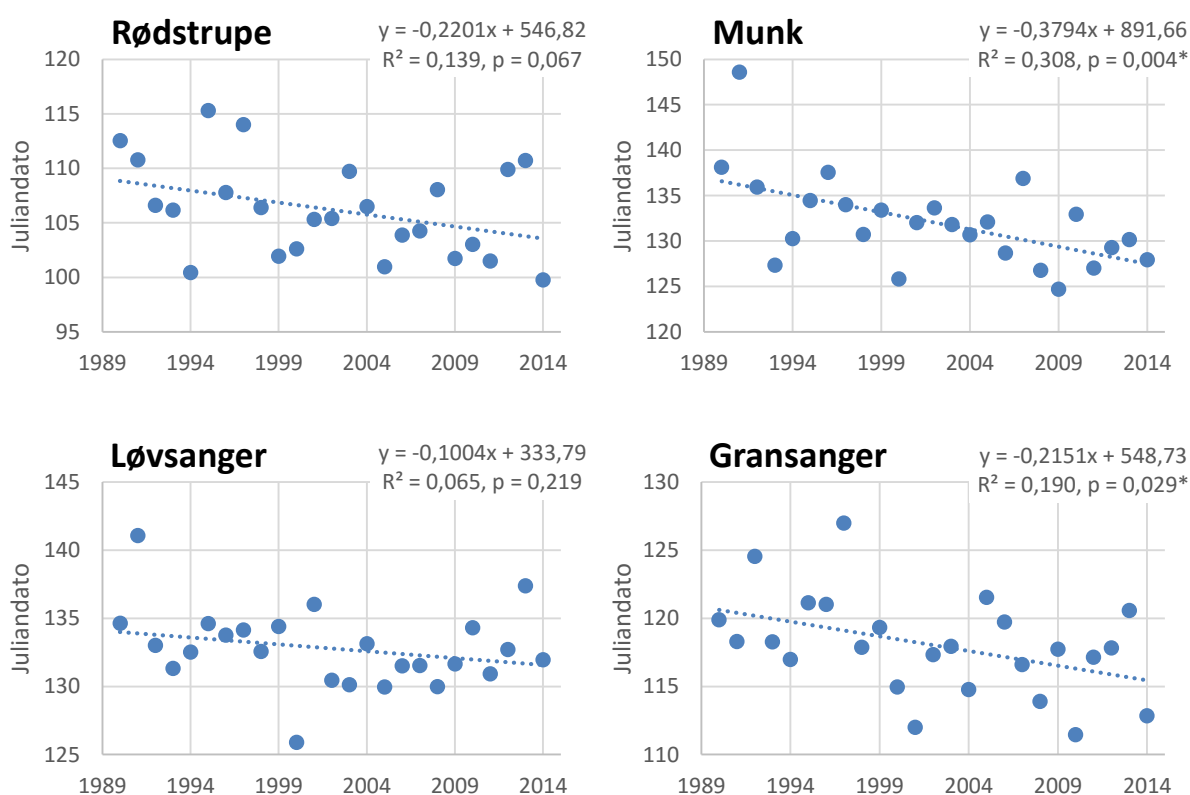 Rødstrupe
y = -0,2201x + 546,82
R² = 0,139, p = 0,067
120
115
110
105
100
95
Juliandato
1989 1994 1999 2004 2009 2014
Munk
y = -0,3794x + 891,66
R² = 0,308, p = 0,004*
150
145
140
135
130
125
120
Juliandato
1989 1994 1999 2004 2009 2014
Løvsanger
y = -0,1004x + 333,79
R² = 0,065, p = 0,219
145
140
135
130
125
Juliandato
1989 1994 1999 2004 2009 2014
Gransanger
y = -0,2151x + 548,73
R² = 0,190, p = 0,029*
130
125
120
115
110
Juliandato
1989 1994 1999 2004 2009 2014